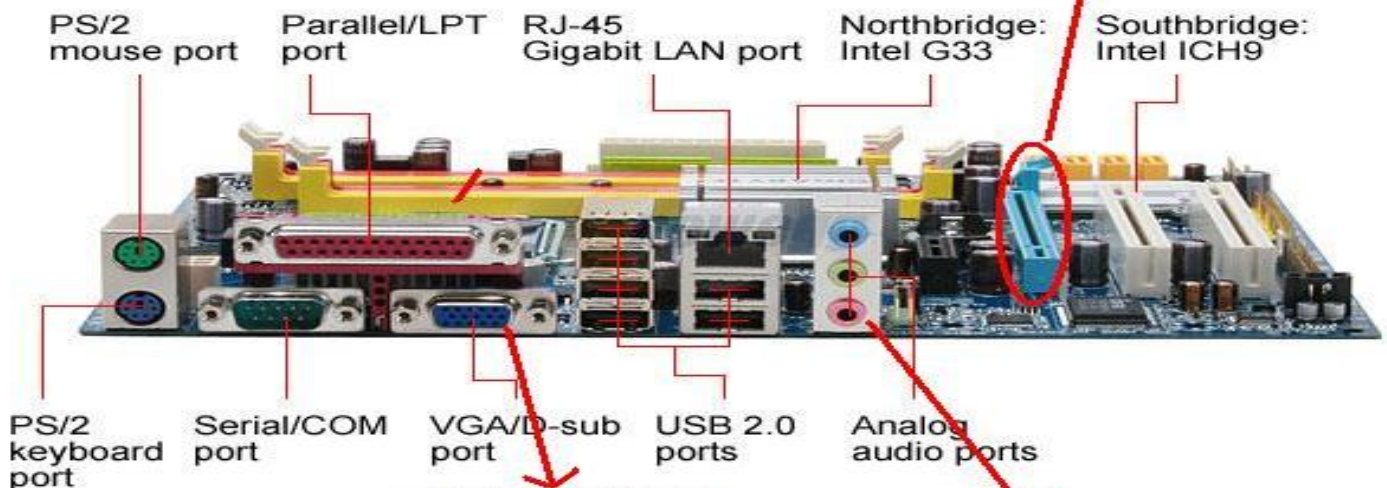 PS/2
mouse port
Parallel/LPT
port
RJ-45
Gigabit LAN port
Northbridge:
Intel G33
Southbridge:
Intel ICH9
PS/2
keyboard
port
Serial/COM
port
VGA/D-sub
port
USB 2.0
ports
Analog
audio ports